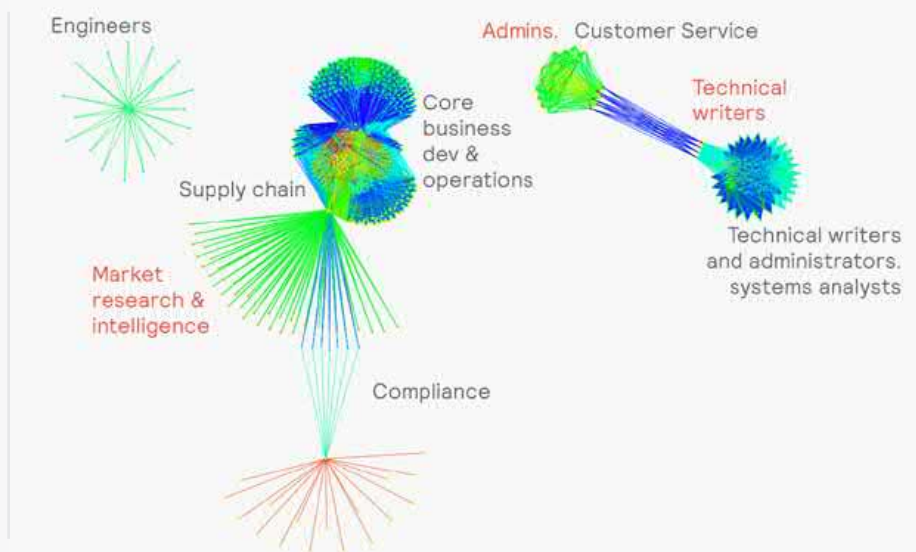 Engineers
Admins. Customer Service
Technical
writers
Core
business
dev &
operations
Supply chain
Technical writers
and administrators.
systems analysts
Market
research &
intelligence
Compliance